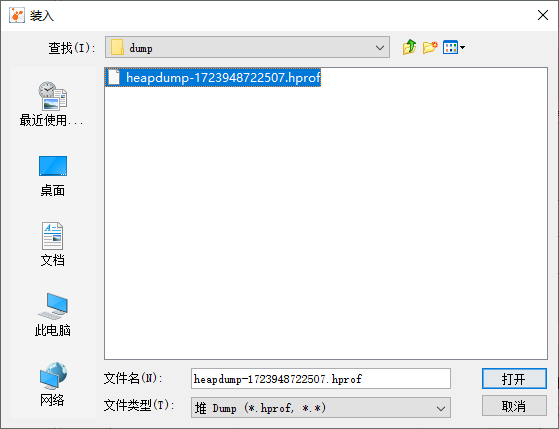 装入
查找(I):
dump
heapdump-1723948722507.hprof
最近使用...
桌面
文档
此电脑
网络
文件名(N):
heapdump-1723948722507.hprof
打开
文件类型(T):
堆 Dump (*.hprof, *.*)
取消